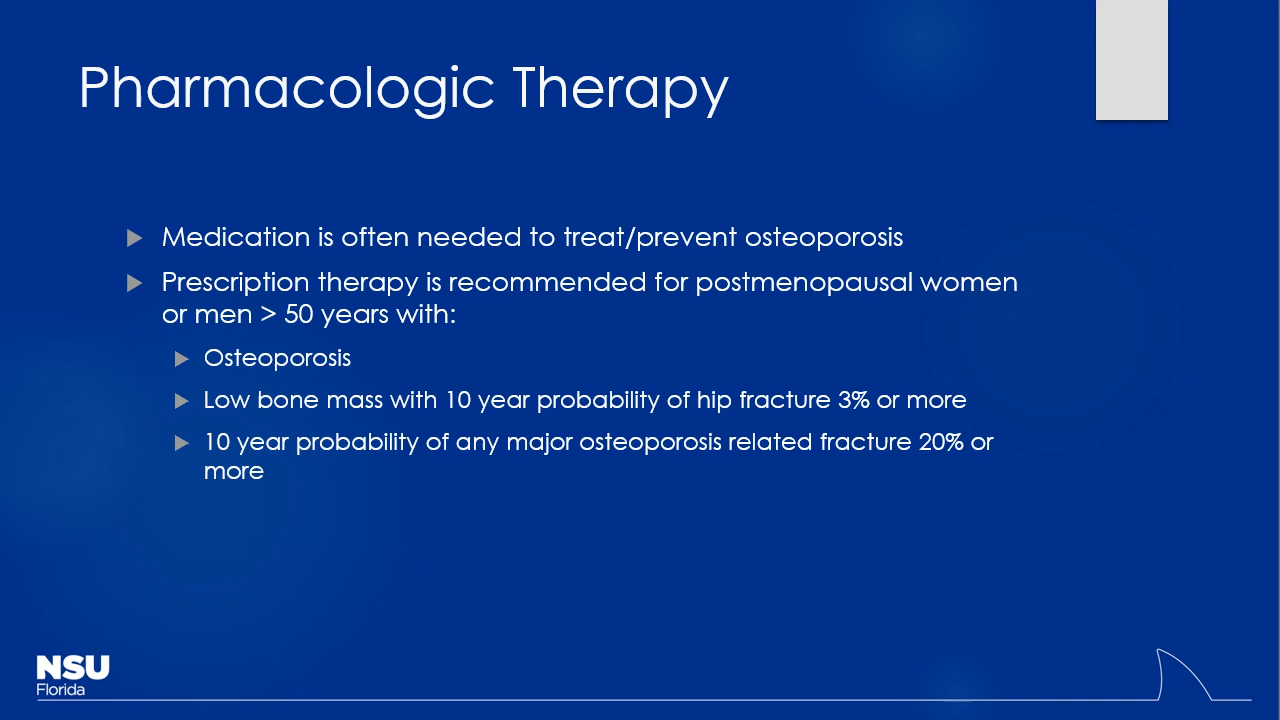 Pharmacologic Therapy
Medication is often needed to treat/prevent osteoporosis
Prescription therapy is recommended for postmenopausal women
or men > 50 years with:
Osteoporosis
Low bone mass with 10 year probability of hip fracture 3% or more
10 year probability of any major osteoporosis related fracture 20% or
more
NSU
Florida